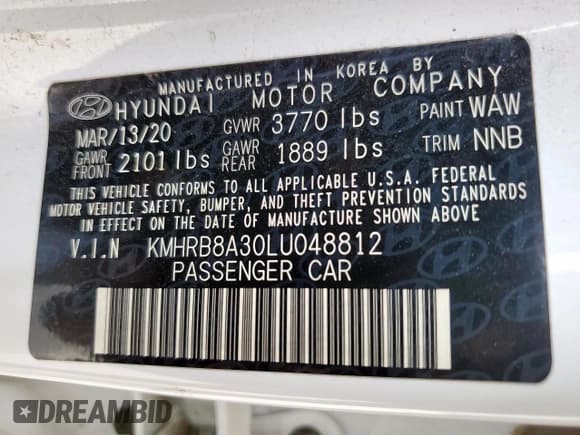 MANUFACTURED IN KOREA BY
HYUNDAI MOTOR COMPANY
MAR/13/20 GVWR 3770 lbs PAINT WAW
GAWR FRONT 2101 lbs GAWR REAR 1889 lbs TRIM NNB
THIS VEHICLE CONFORMS TO ALL APPLICABLE U.S.A. FEDERAL
MOTOR VEHICLE SAFETY, BUMPER, AND THEFT PREVENTION STANDARDS
IN EFFECT ON THE DATE OF MANUFACTURE SHOWN ABOVE
V.I.N KMHRB8A30LU048812
PASSENGER CAR
DREAMBID